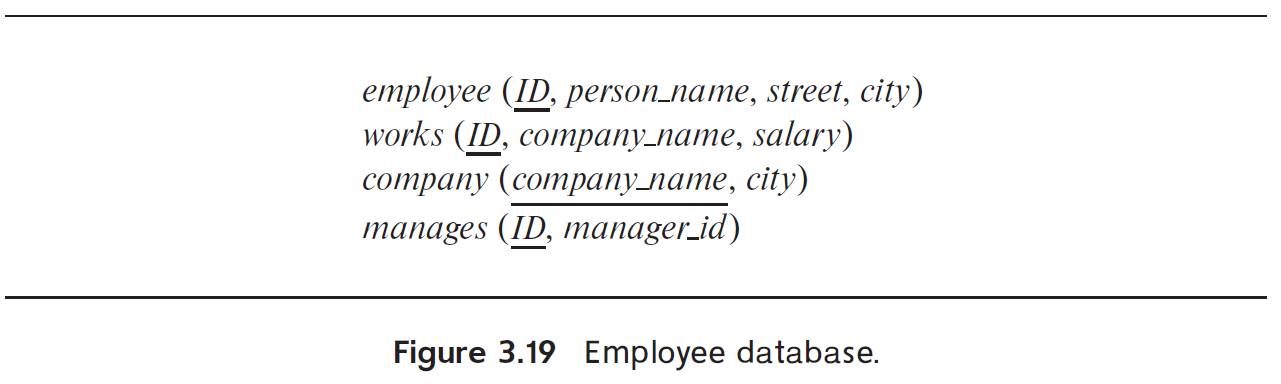 employee (ID, person_name, street, city)
works (ID, company_name, salary)
company (company_name, city)
manages (ID, manager_id)
Figure 3.19 Employee database.